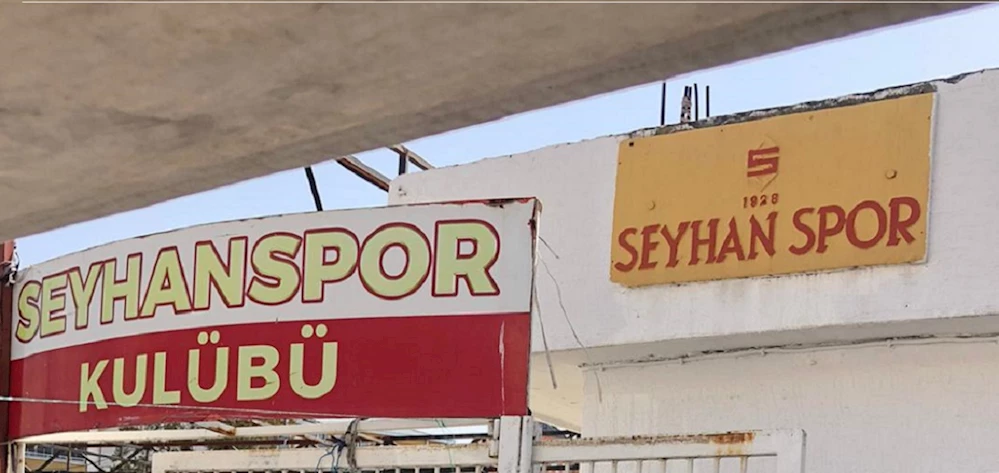 SEYHANSPOR
KULÜBÜ
S
1928
SEYHAN SPOR